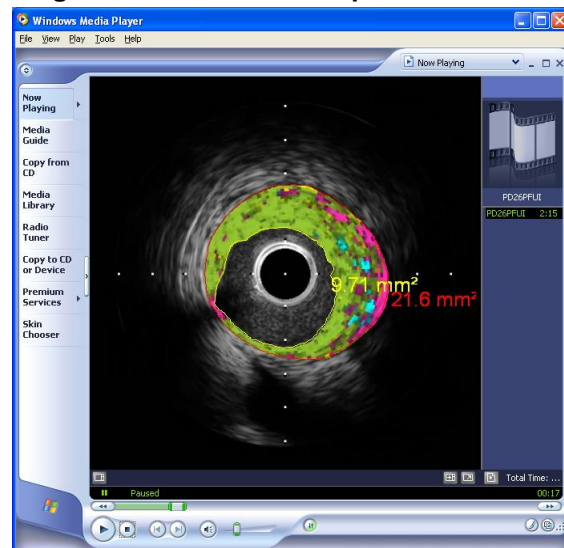 Windows Media Player
File View Play Tools Help
Now Playing
Now
Playing
Media
Guide
Copy from
CD
Media
Library
Radio
Tuner
Copy to CD
or Device
Premium
Services
Skin
Chooser
9.71 mm²
21.6 mm²
PD26PFUI
PD26PFUI 2:15
Total Time: ...
Paused
00:17